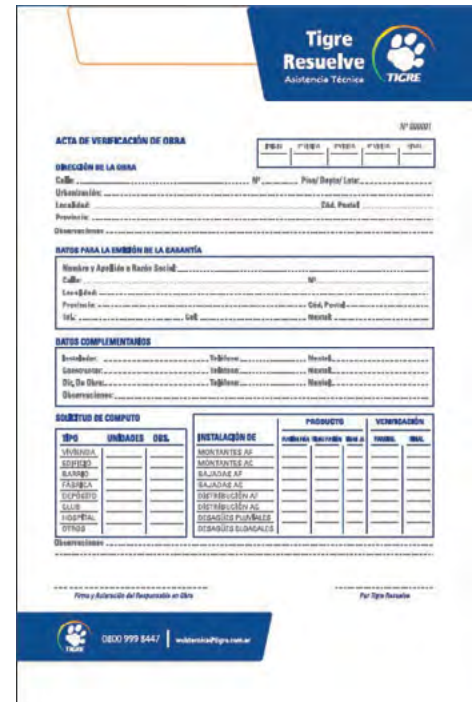 Tigre
Resuelve
Asistencia Técnica
TIGRE
Nº 000001
ACTA DE VERIFICACIÓN DE OBRA
DIRECCIÓN DE LA OBRA
Calle: Nº Piso/ Depto/ Lote:
Urbanización:
Localidad: Cód. Postal
Provincia:
Observaciones
DATOS PARA LA EMISIÓN DE LA GARANTÍA
Nombre y Apellido o Razón Social:
Calle: Nº
Localidad:
Provincia: Cód. Postal
Tel.: Cel: Nextel:
DATOS COMPLEMENTARIOS
Instalador: Teléfono: Nextel:
Constructor: Teléfono: Nextel:
Dir. De Obra: Teléfono: Nextel:
Observaciones:
SOLICITUD DE COMPUTO
PRODUCTO VERIFICACIÓN
TIPO UNIDADES OBS. INSTALACIÓN DE
VIVIENDA MONTANTES AF
EDIFICIO MONTANTES AC
BARRIO BAJADAS AF
FÁBRICA BAJADAS AC
DEPÓSITO DISTRIBUCIÓN AF
CLUB DISTRIBUCIÓN AC
HOSPITAL DESAGÜES PLUVIALES
OTROS DESAGÜES CLOACALES
Observaciones
Firma y Aclaración del Responsable en Obra Por Tigre Resuelve
TIGRE
0800 999 8447